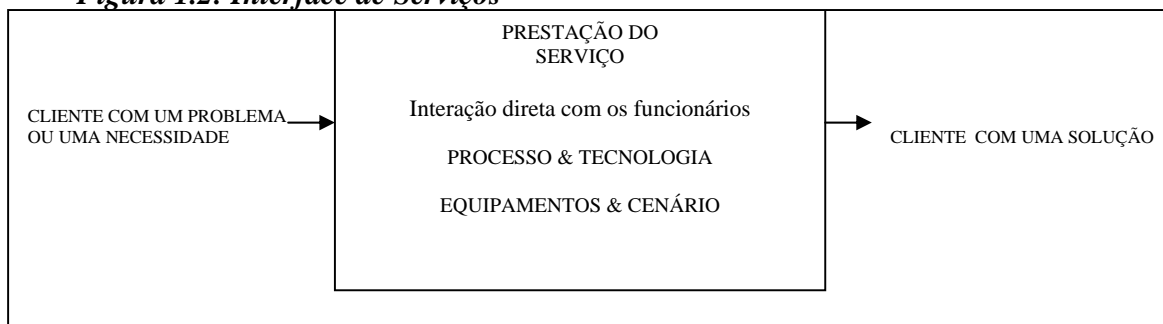 Figura 1.2: Interface de Serviços
PRESTAÇÃO DO
SERVIÇO
CLIENTE COM UM PROBLEMA
OU UMA NECESSIDADE
Interação direta com os funcionários
PROCESSO & TECNOLOGIA
EQUIPAMENTOS & CENÁRIO
CLIENTE COM UMA SOLUÇÃO